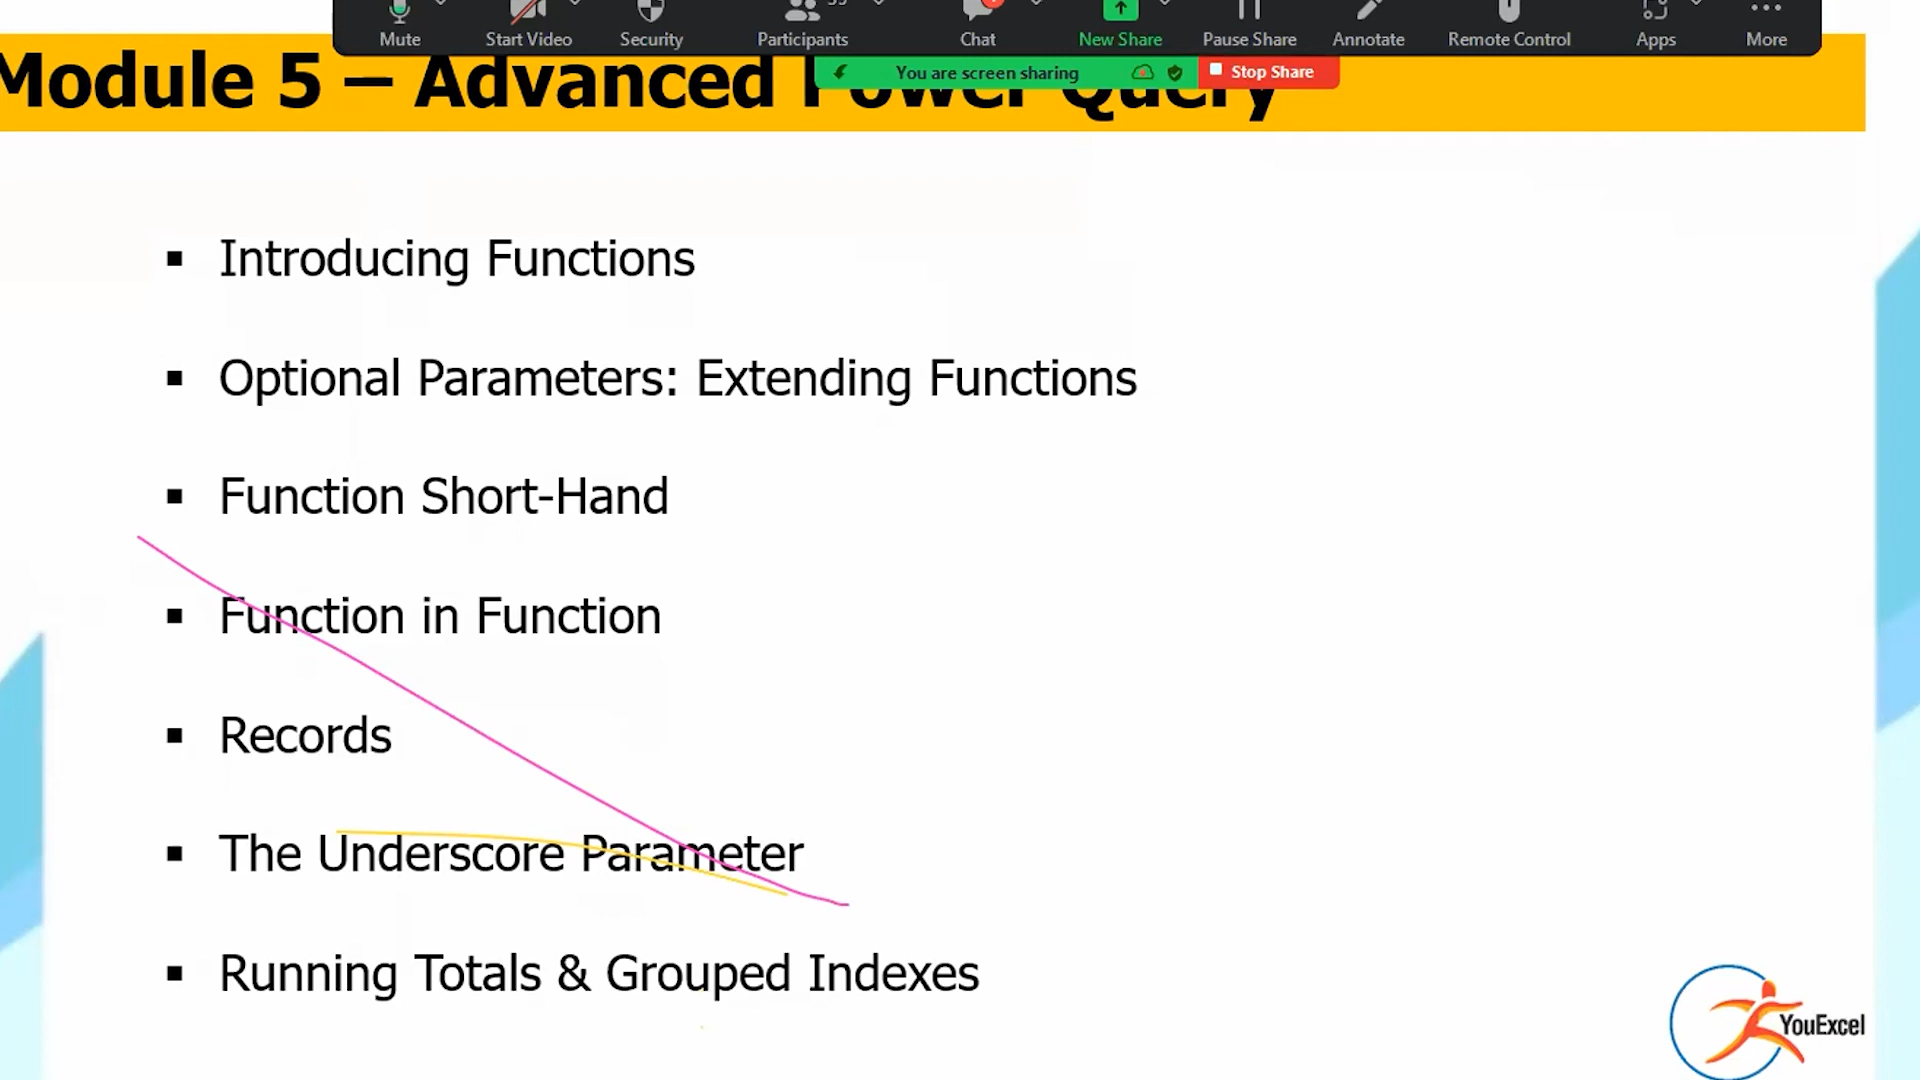 Mute
Start Video
Security
Participants
Chat
New Share
Pause Share
Annotate
Remote Control
Apps
More
You are screen sharing
Stop Share
Module 5 – Advanced Power Query
Introducing Functions
Optional Parameters: Extending Functions
Function Short-Hand
Function in Function
Records
The Underscore Parameter
Running Totals & Grouped Indexes
YouExcel